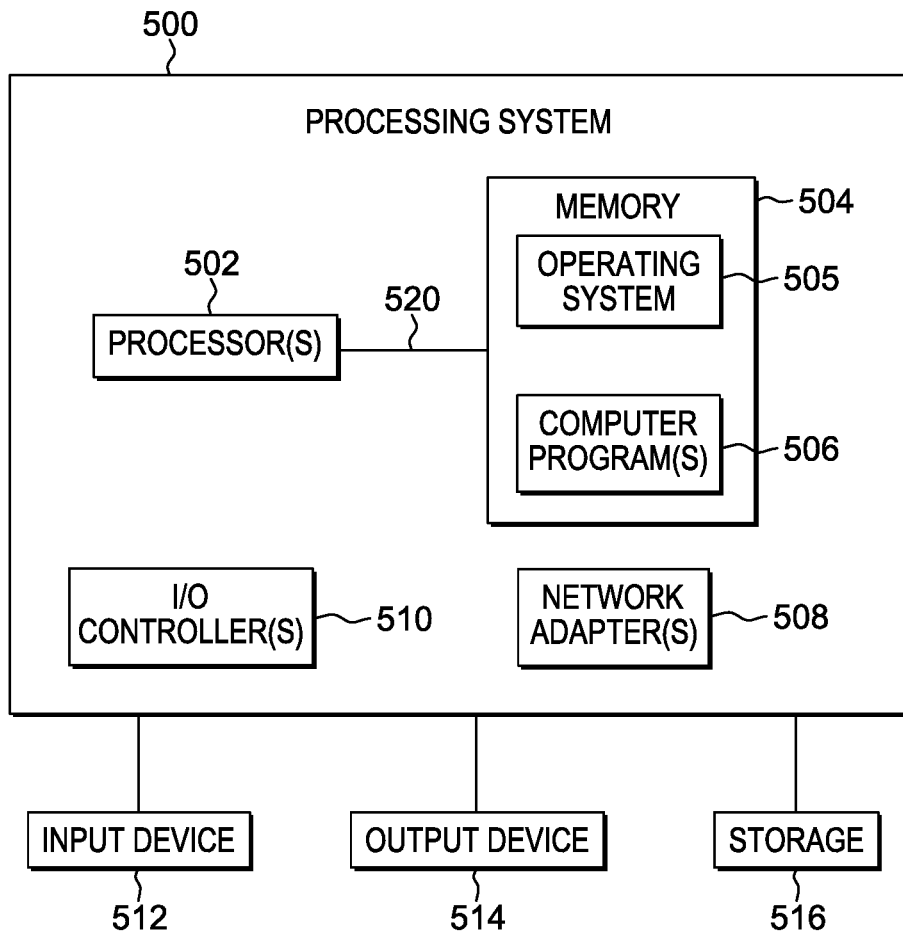 500
PROCESSING SYSTEM
MEMORY
504
OPERATING
SYSTEM
505
502
520
PROCESSOR(S)
COMPUTER
PROGRAM(S)
506
I/O
CONTROLLER(S)
510
NETWORK
ADAPTER(S)
508
INPUT DEVICE
OUTPUT DEVICE
STORAGE
512
514
516